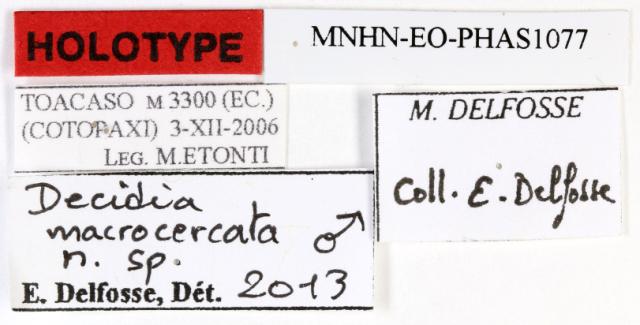 HOLOTYPE
MNHN-EO-PHAS1077
TOACASO M 3300 (EC.)
(COTOPAXI) 3-XII-2006
LEG. M.ETONTI
M. DELFOSSE
Coll. E. Delfosse
Decidia
macrocercata ♂
n. sp.
E. Delfosse, Dét. 2013